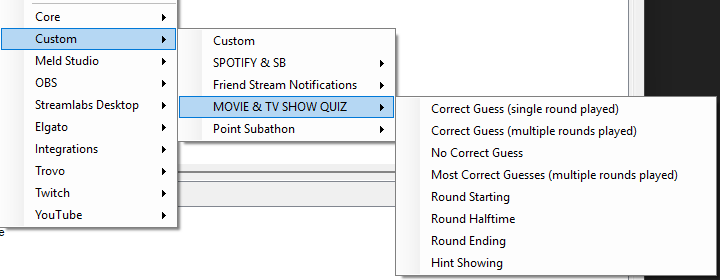 Core
Custom
Meld Studio
OBS
Streamlabs Desktop
Elgato
Integrations
Trovo
Twitch
YouTube
Custom
SPOTIFY & SB
Friend Stream Notifications
MOVIE & TV SHOW QUIZ
Point Subathon
Correct Guess (single round played)
Correct Guess (multiple rounds played)
No Correct Guess
Most Correct Guesses (multiple rounds played)
Round Starting
Round Halftime
Round Ending
Hint Showing